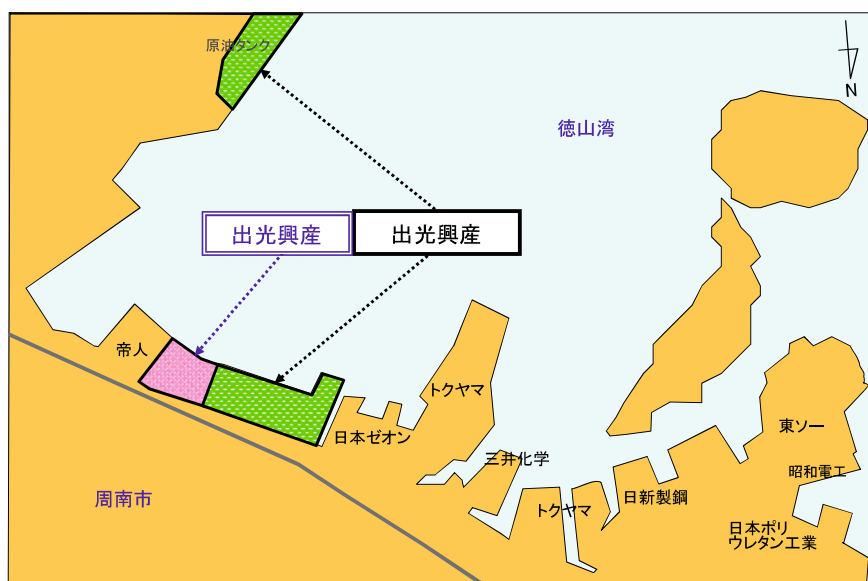 原油タンク
N
徳山湾
出光興産
出光興産
帝人
トクヤマ
日本ゼオン
東ソー
三井化学
昭和電工
周南市
トクヤマ
日新製鋼
日本ポリ
ウレタン工業